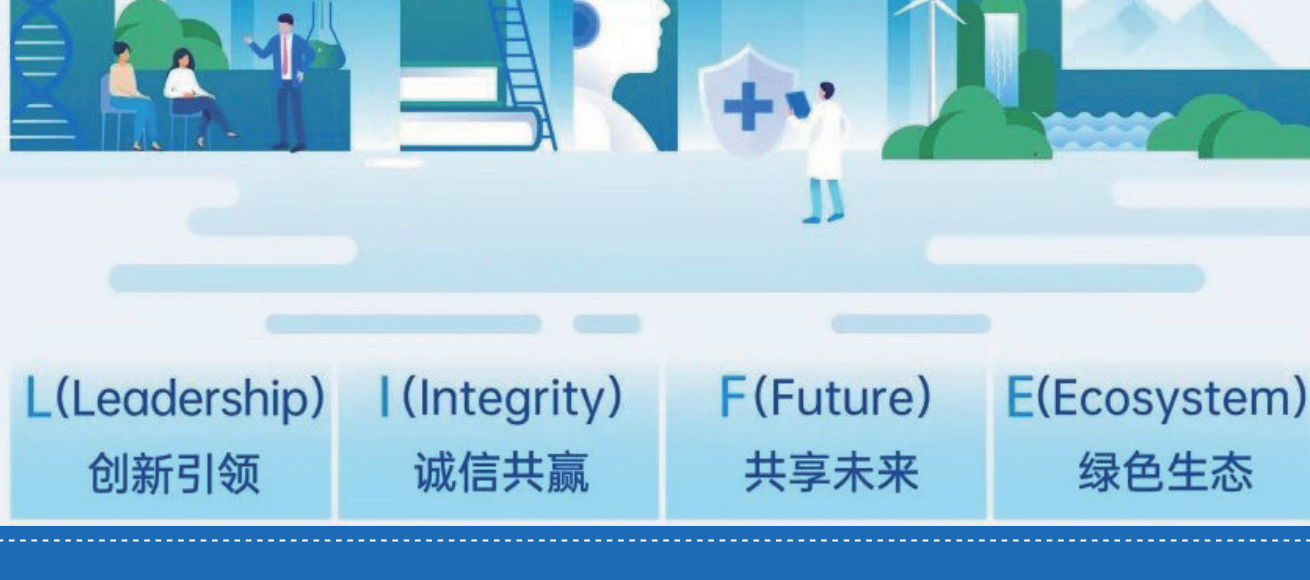 L(Leadership) I(Integrity) F(Future) E(Ecosystem)
创新引领 诚信共赢 共享未来 绿色生态